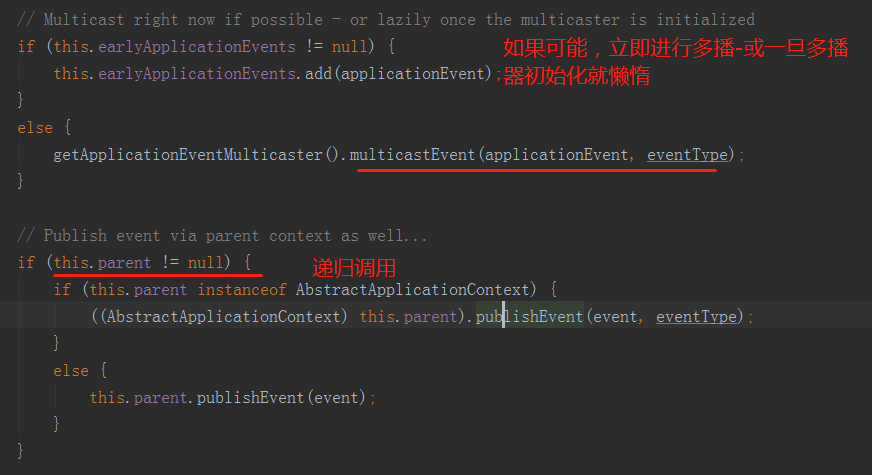 // Multicast right now if possible - or lazily once the multicaster is initialized
if (this.earlyApplicationEvents != null) {
如果可能，立即进行多播-或一旦多播
this.earlyApplicationEvents.add(applicationEvent);
器初始化就懒惰
}
else {
getApplicationEventMulticaster().multicastEvent(applicationEvent, eventType);
}
// Publish event via parent context as well...
if (this.parent != null) {
递归调用
if (this.parent instanceof AbstractApplicationContext) {
((AbstractApplicationContext) this.parent).publishEvent(event, eventType);
}
else {
this.parent.publishEvent(event);
}
}